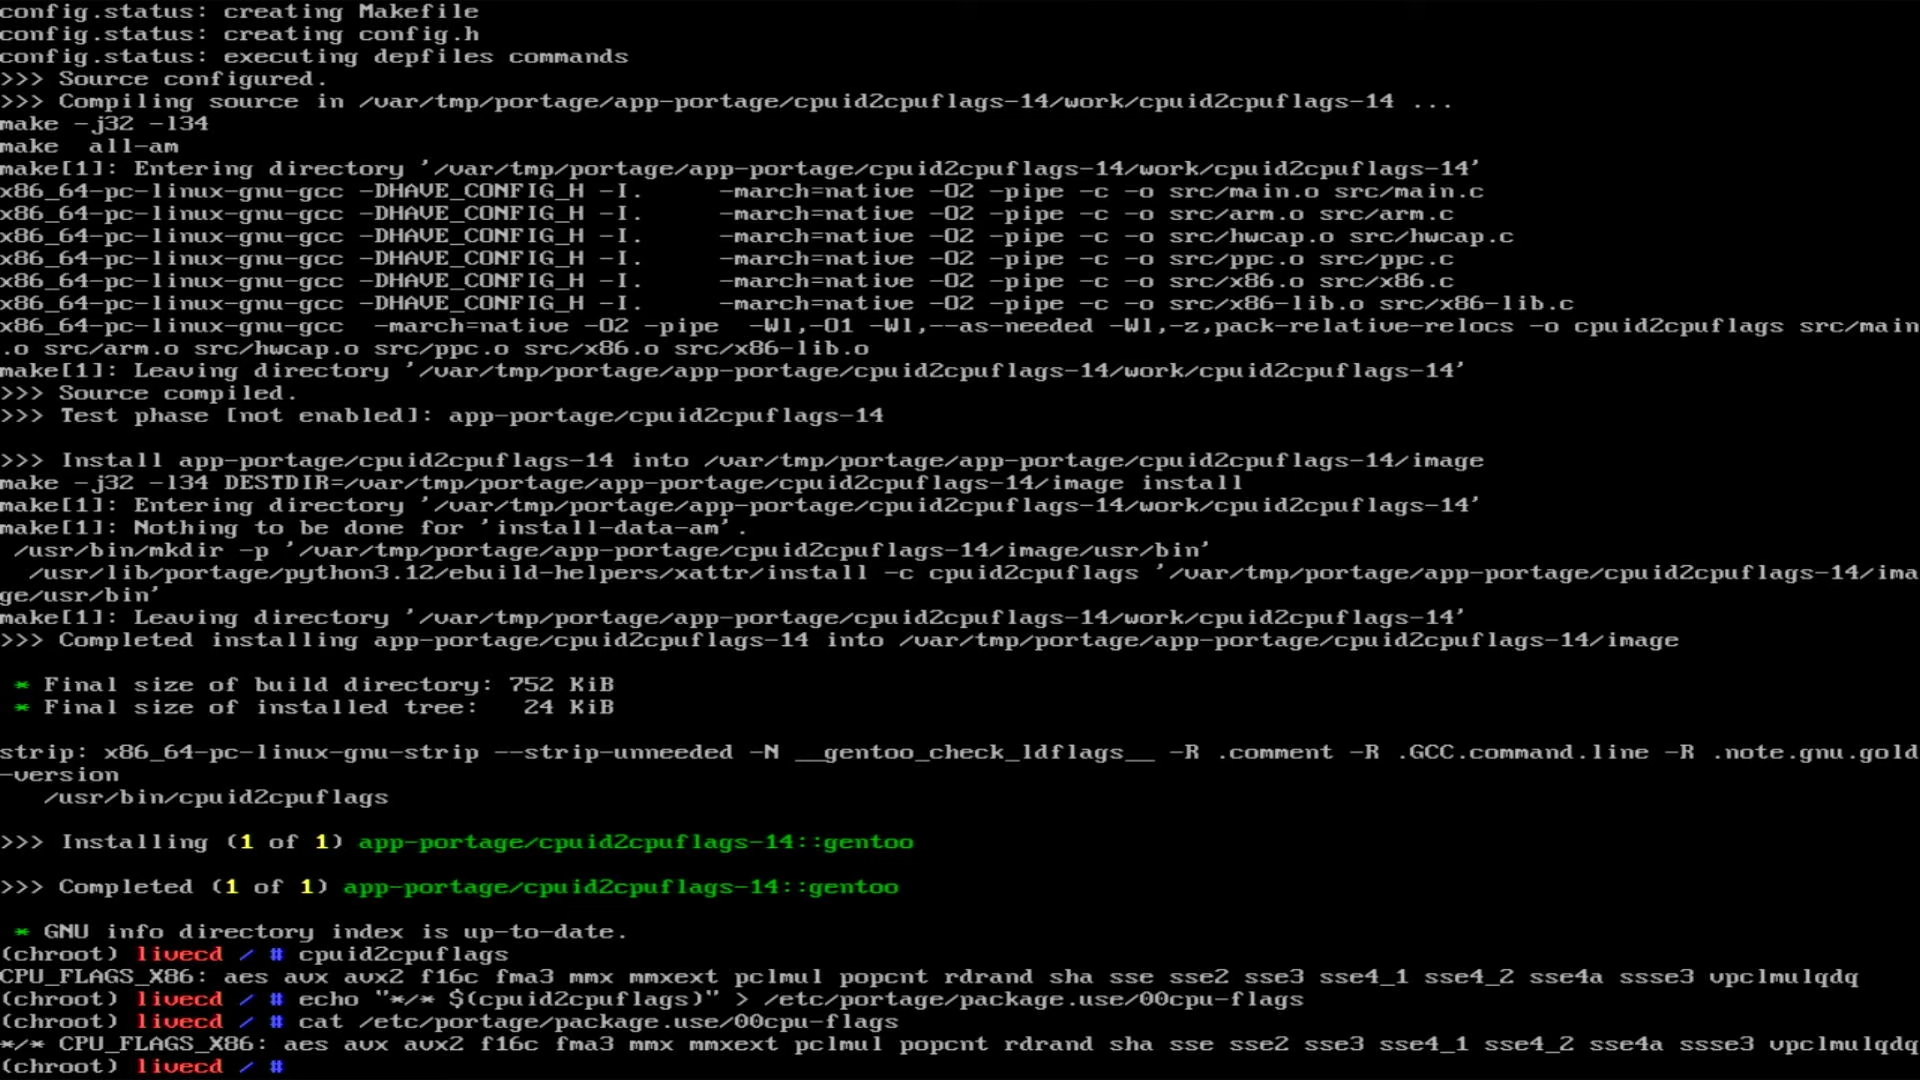 config.status: creating Makefile
config.status: creating config.h
config.status: executing depfiles commands
>>> Source configured.
>>> Compiling source in /var/tmp/portage/app-portage/cpuid2cpuflags-14/work/cpuid2cpuflags-14 ...
make -j32 -l34
make  all-am
make[1]: Entering directory '/var/tmp/portage/app-portage/cpuid2cpuflags-14/work/cpuid2cpuflags-14'
x86_64-pc-linux-gnu-gcc -DHAVE_CONFIG_H -I.     -march=native -O2 -pipe -c -o src/main.o src/main.c
x86_64-pc-linux-gnu-gcc -DHAVE_CONFIG_H -I.     -march=native -O2 -pipe -c -o src/arm.o src/arm.c
x86_64-pc-linux-gnu-gcc -DHAVE_CONFIG_H -I.     -march=native -O2 -pipe -c -o src/hwcap.o src/hwcap.c
x86_64-pc-linux-gnu-gcc -DHAVE_CONFIG_H -I.     -march=native -O2 -pipe -c -o src/ppc.o src/ppc.c
x86_64-pc-linux-gnu-gcc -DHAVE_CONFIG_H -I.     -march=native -O2 -pipe -c -o src/x86.o src/x86.c
x86_64-pc-linux-gnu-gcc -DHAVE_CONFIG_H -I.     -march=native -O2 -pipe -c -o src/x86-lib.o src/x86-lib.c
x86_64-pc-linux-gnu-gcc  -march=native -O2 -pipe  -Wl,-O1 -Wl,--as-needed -Wl,-z,pack-relative-relocs -o cpuid2cpuflags src/main
.o src/arm.o src/hwcap.o src/ppc.o src/x86.o src/x86-lib.o
make[1]: Leaving directory '/var/tmp/portage/app-portage/cpuid2cpuflags-14/work/cpuid2cpuflags-14'
>>> Source compiled.
>>> Test phase [not enabled]: app-portage/cpuid2cpuflags-14
>>> Install app-portage/cpuid2cpuflags-14 into /var/tmp/portage/app-portage/cpuid2cpuflags-14/image
make -j32 -l34 DESTDIR=/var/tmp/portage/app-portage/cpuid2cpuflags-14/image install
make[1]: Entering directory '/var/tmp/portage/app-portage/cpuid2cpuflags-14/work/cpuid2cpuflags-14'
make[1]: Nothing to be done for 'install-data-am'.
 /usr/bin/mkdir -p '/var/tmp/portage/app-portage/cpuid2cpuflags-14/image/usr/bin'
  /usr/lib/portage/python3.12/ebuild-helpers/xattr/install -c cpuid2cpuflags '/var/tmp/portage/app-portage/cpuid2cpuflags-14/ima
ge/usr/bin'
make[1]: Leaving directory '/var/tmp/portage/app-portage/cpuid2cpuflags-14/work/cpuid2cpuflags-14'
>>> Completed installing app-portage/cpuid2cpuflags-14 into /var/tmp/portage/app-portage/cpuid2cpuflags-14/image
 * Final size of build directory: 752 KiB
 * Final size of installed tree:   24 KiB
strip: x86_64-pc-linux-gnu-strip --strip-unneeded -N __gentoo_check_ldflags__ -R .comment -R .GCC.command.line -R .note.gnu.gold
-version
   /usr/bin/cpuid2cpuflags
>>> Installing (1 of 1) app-portage/cpuid2cpuflags-14::gentoo
>>> Completed (1 of 1) app-portage/cpuid2cpuflags-14::gentoo
 * GNU info directory index is up-to-date.
(chroot) livecd / # cpuid2cpuflags
CPU_FLAGS_X86: aes avx avx2 f16c fma3 mmx mmxext pclmul popcnt rdrand sha sse sse2 sse3 sse4_1 sse4_2 sse4a ssse3 vpclmulqdq
(chroot) livecd / # echo "*/* $(cpuid2cpuflags)" > /etc/portage/package.use/00cpu-flags
(chroot) livecd / # cat /etc/portage/package.use/00cpu-flags
*/* CPU_FLAGS_X86: aes avx avx2 f16c fma3 mmx mmxext pclmul popcnt rdrand sha sse sse2 sse3 sse4_1 sse4_2 sse4a ssse3 vpclmulqdq
(chroot) livecd / #